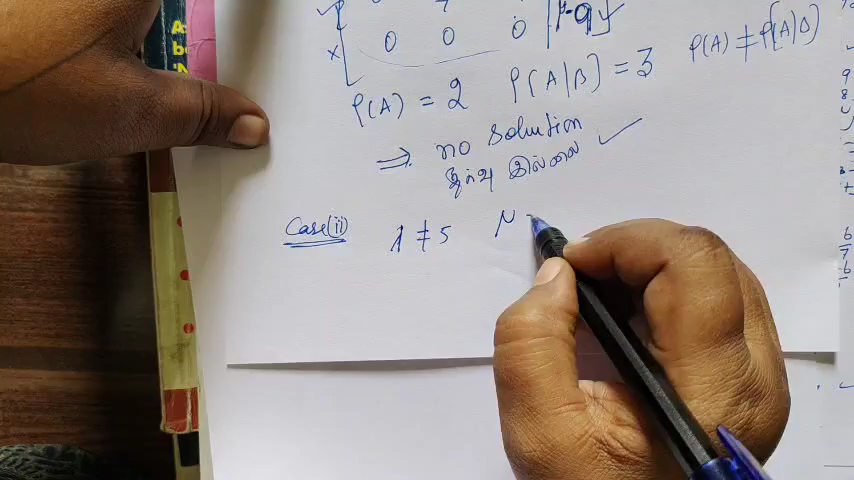 0 0 0 | μ-9
ρ(A) = 2 ρ(A|B) = 3 ρ(A) ≠ ρ(A|B)
⇒ no solution
தீர்வு இல்லை ✓
Case(ii) λ ≠ 5 μ